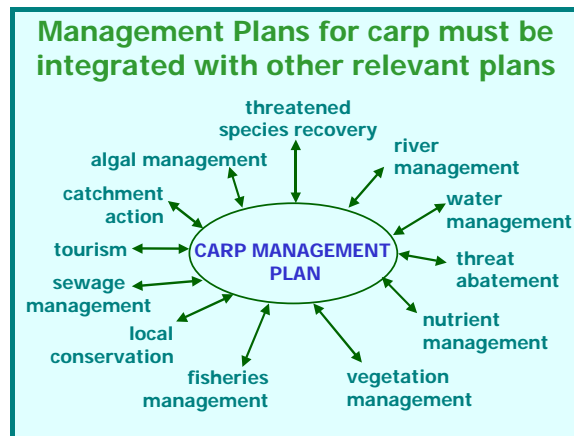 Management Plans for carp must be
integrated with other relevant plans
threatened
species recovery
algal management
river
management
catchment
action
water
management
tourism
CARP MANAGEMENT
PLAN
threat
abatement
sewage
management
nutrient
management
local
conservation
fisheries
management
vegetation
management